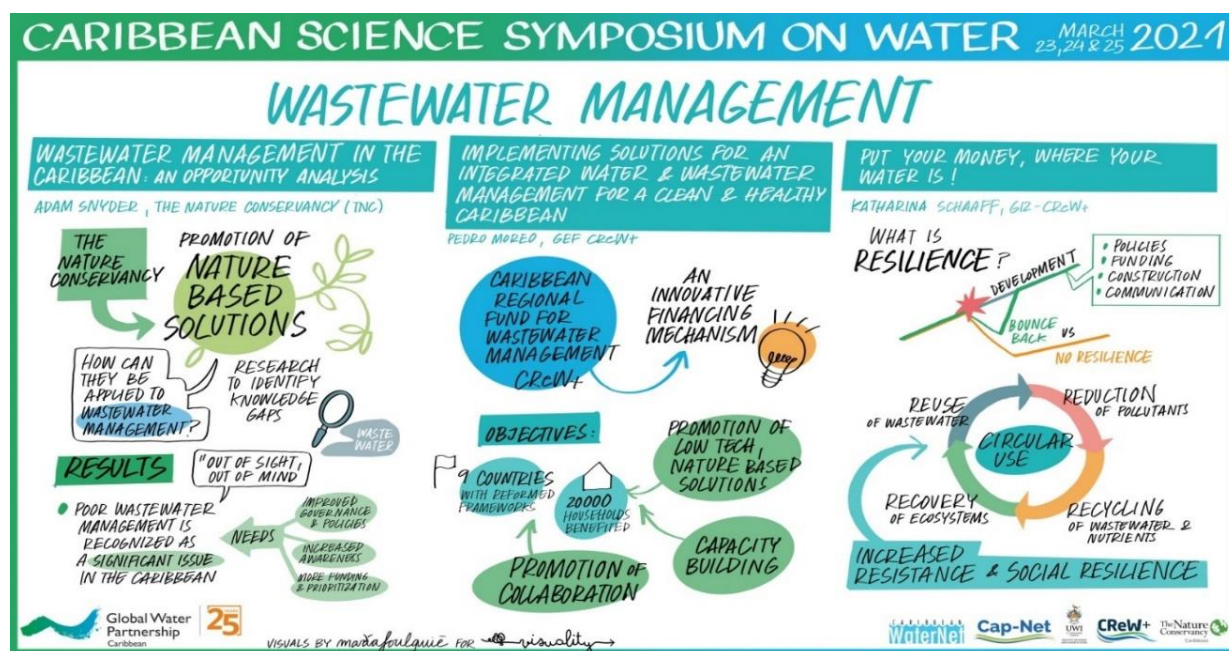 CARIBBEAN SCIENCE SYMPOSIUM ON WATER MARCH 23, 24 & 25 2021
WASTEWATER MANAGEMENT
WASTEWATER MANAGEMENT IN THE
CARIBBEAN: AN OPPORTUNITY ANALYSIS
ADAM SNYDER, THE NATURE CONSERVANCY (TNC)
THE
NATURE
CONSERVANCY
PROMOTION OF
NATURE
BASED
SOLUTIONS
HOW CAN
THEY BE
APPLIED TO
WASTEWATER
MANAGEMENT?
RESEARCH
TO IDENTIFY
KNOWLEDGE
GAPS
WASTE
WATER
RESULTS
"OUT OF SIGHT,
OUT OF MIND
• POOR WASTEWATER
MANAGEMENT IS
RECOGNIZED AS
A SIGNIFICANT ISSUE
IN THE CARIBBEAN
NEEDS
IMPROVED
GOVERNANCE
& POLICIES
INCREASED
AWARENESS
MORE FUNDING
& PRIORITIZATION
IMPLEMENTING SOLUTIONS FOR AN
INTEGRATED WATER & WASTEWATER
MANAGEMENT FOR A CLEAN & HEALTHY
CARIBBEAN
PEDRO MOREO, GEF CReW+
CARIBBEAN
REGIONAL
FUND FOR
WASTEWATER
MANAGEMENT
CReW+
AN
INNOVATIVE
FINANCING
MECHANISM
OBJECTIVES:
9 COUNTRIES
WITH REFORMED
FRAMEWORKS
20000
HOUSEHOLDS
BENEFITED
PROMOTION OF
LOW TECH,
NATURE BASED
SOLUTIONS
PROMOTION OF
COLLABORATION
CAPACITY
BUILDING
PUT YOUR MONEY, WHERE YOUR
WATER IS!
KATHARINA SCHAAFF, GIZ-CReW+
WHAT IS
RESILIENCE?
DEVELOPMENT
• POLICIES
• FUNDING
• CONSTRUCTION
• COMMUNICATION
BOUNCE
BACK
VS
NO RESILIENCE
REUSE
OF WASTEWATER
REDUCTION
OF POLLUTANTS
CIRCULAR
USE
RECOVERY
OF ECOSYSTEMS
RECYCLING
OF WASTEWATER &
NUTRIENTS
INCREASED
RESISTANCE & SOCIAL RESILIENCE
Global Water
Partnership
Caribbean
25
YEARS
VISUALS BY mariafoulquié FOR visuality
CARIBBEAN
WaterNet
Cap-Net
UWI
CReW+
The Nature
Conservancy
Caribbean